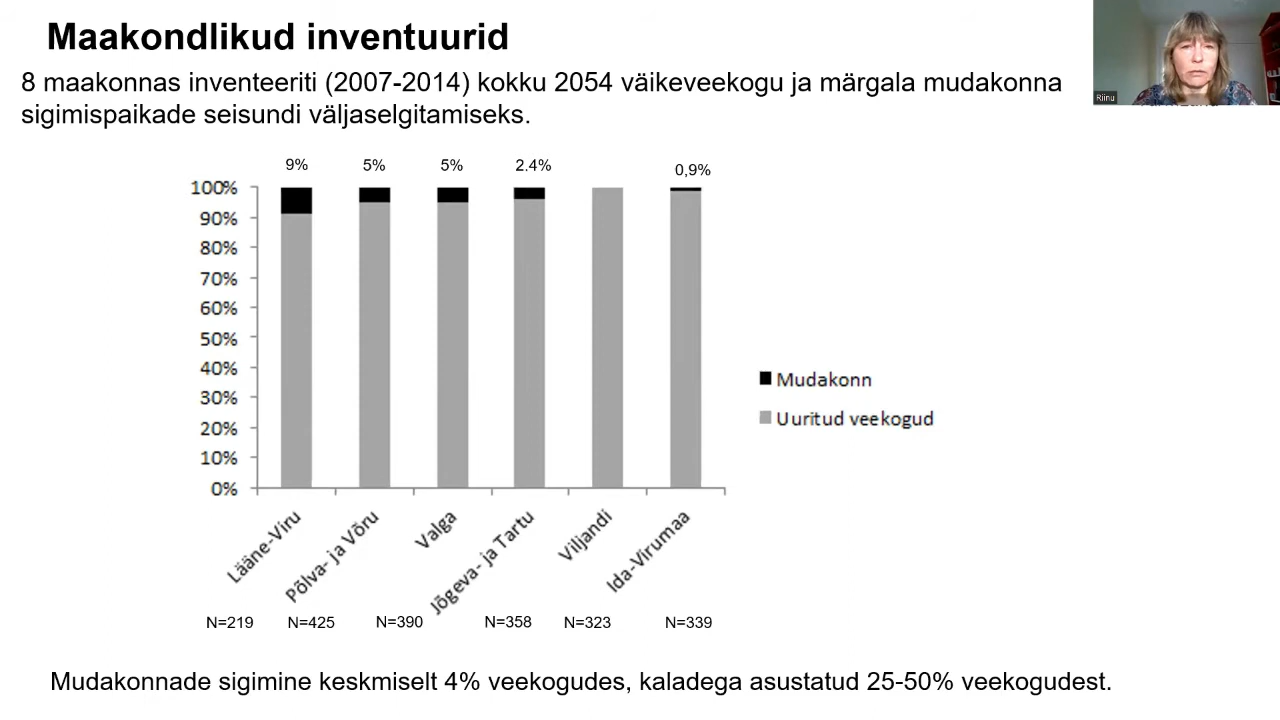 Maakondlikud inventuurid
Riinu
8 maakonnas inventeeriti (2007-2014) kokku 2054 väikeveekogu ja märgala mudakonna
sigimispaikade seisundi väljaselgitamiseks.
9% 5% 5% 2.4% 0,9%
100%
90%
80%
70%
60%
50%
40%
30%
20%
10%
0%
Mudakonn
Uuritud veekogud
Lääne-Viru
Põlva- ja Võru
Valga
Jõgeva- ja Tartu
Viljandi
Ida-Virumaa
N=219 N=425 N=390 N=358 N=323 N=339
Mudakonnade sigimine keskmiselt 4% veekogudes, kaladega asustatud 25-50% veekogudest.